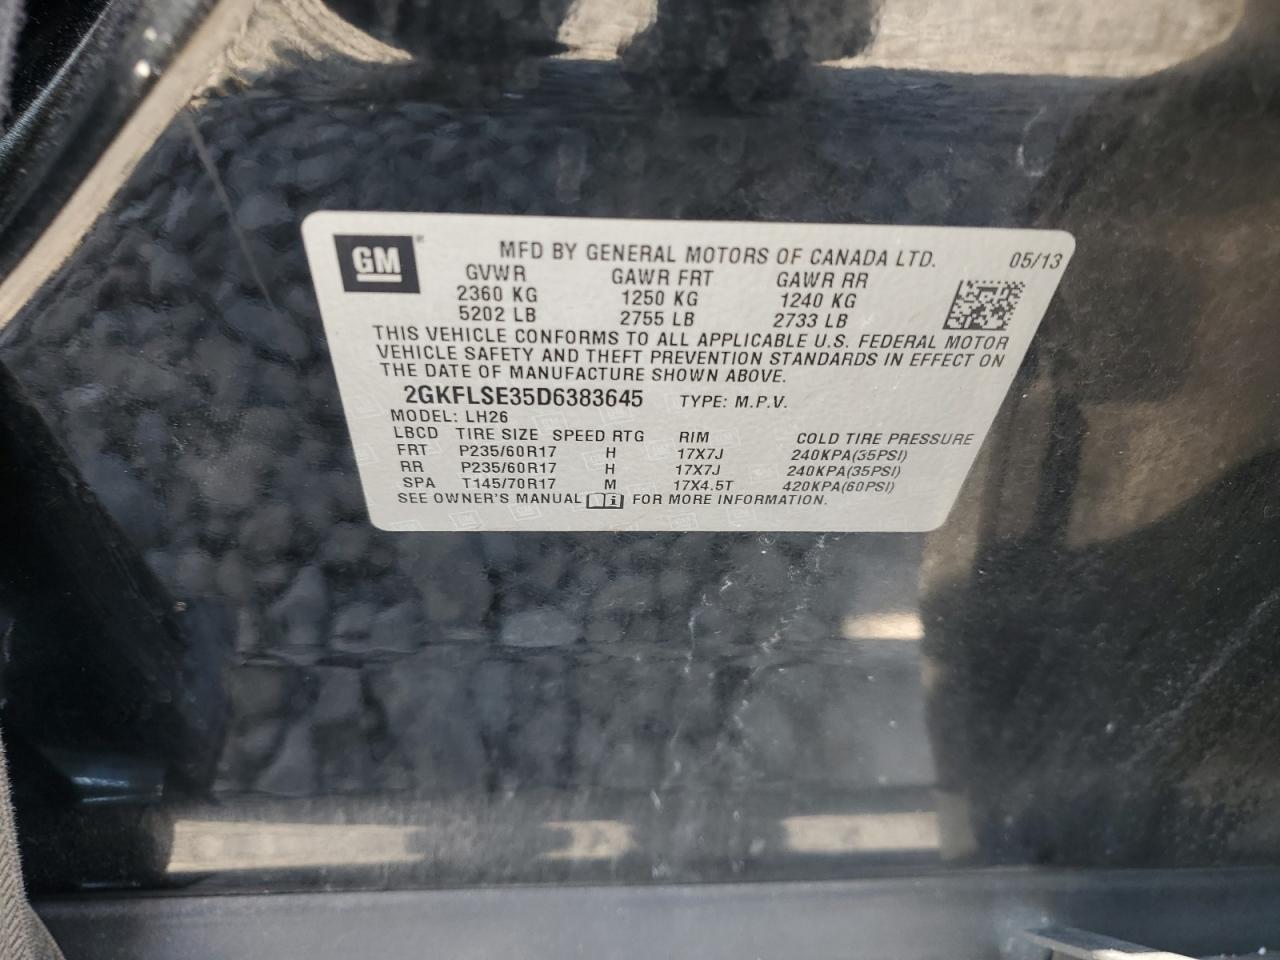 GM® MFD BY GENERAL MOTORS OF CANADA LTD. 05/13
GVWR GAWR FRT GAWR RR
2360 KG 1250 KG 1240 KG
5202 LB 2755 LB 2733 LB
THIS VEHICLE CONFORMS TO ALL APPLICABLE U.S. FEDERAL MOTOR
VEHICLE SAFETY AND THEFT PREVENTION STANDARDS IN EFFECT ON
THE DATE OF MANUFACTURE SHOWN ABOVE.
2GKFLSE35D6383645 TYPE: M.P.V.
MODEL: LH26
LBCD TIRE SIZE SPEED RTG RIM COLD TIRE PRESSURE
FRT P235/60R17 H 17X7J 240KPA(35PSI)
RR P235/60R17 H 17X7J 240KPA(35PSI)
SPA T145/70R17 M 17X4.5T 420KPA(60PSI)
SEE OWNER'S MANUAL FOR MORE INFORMATION.